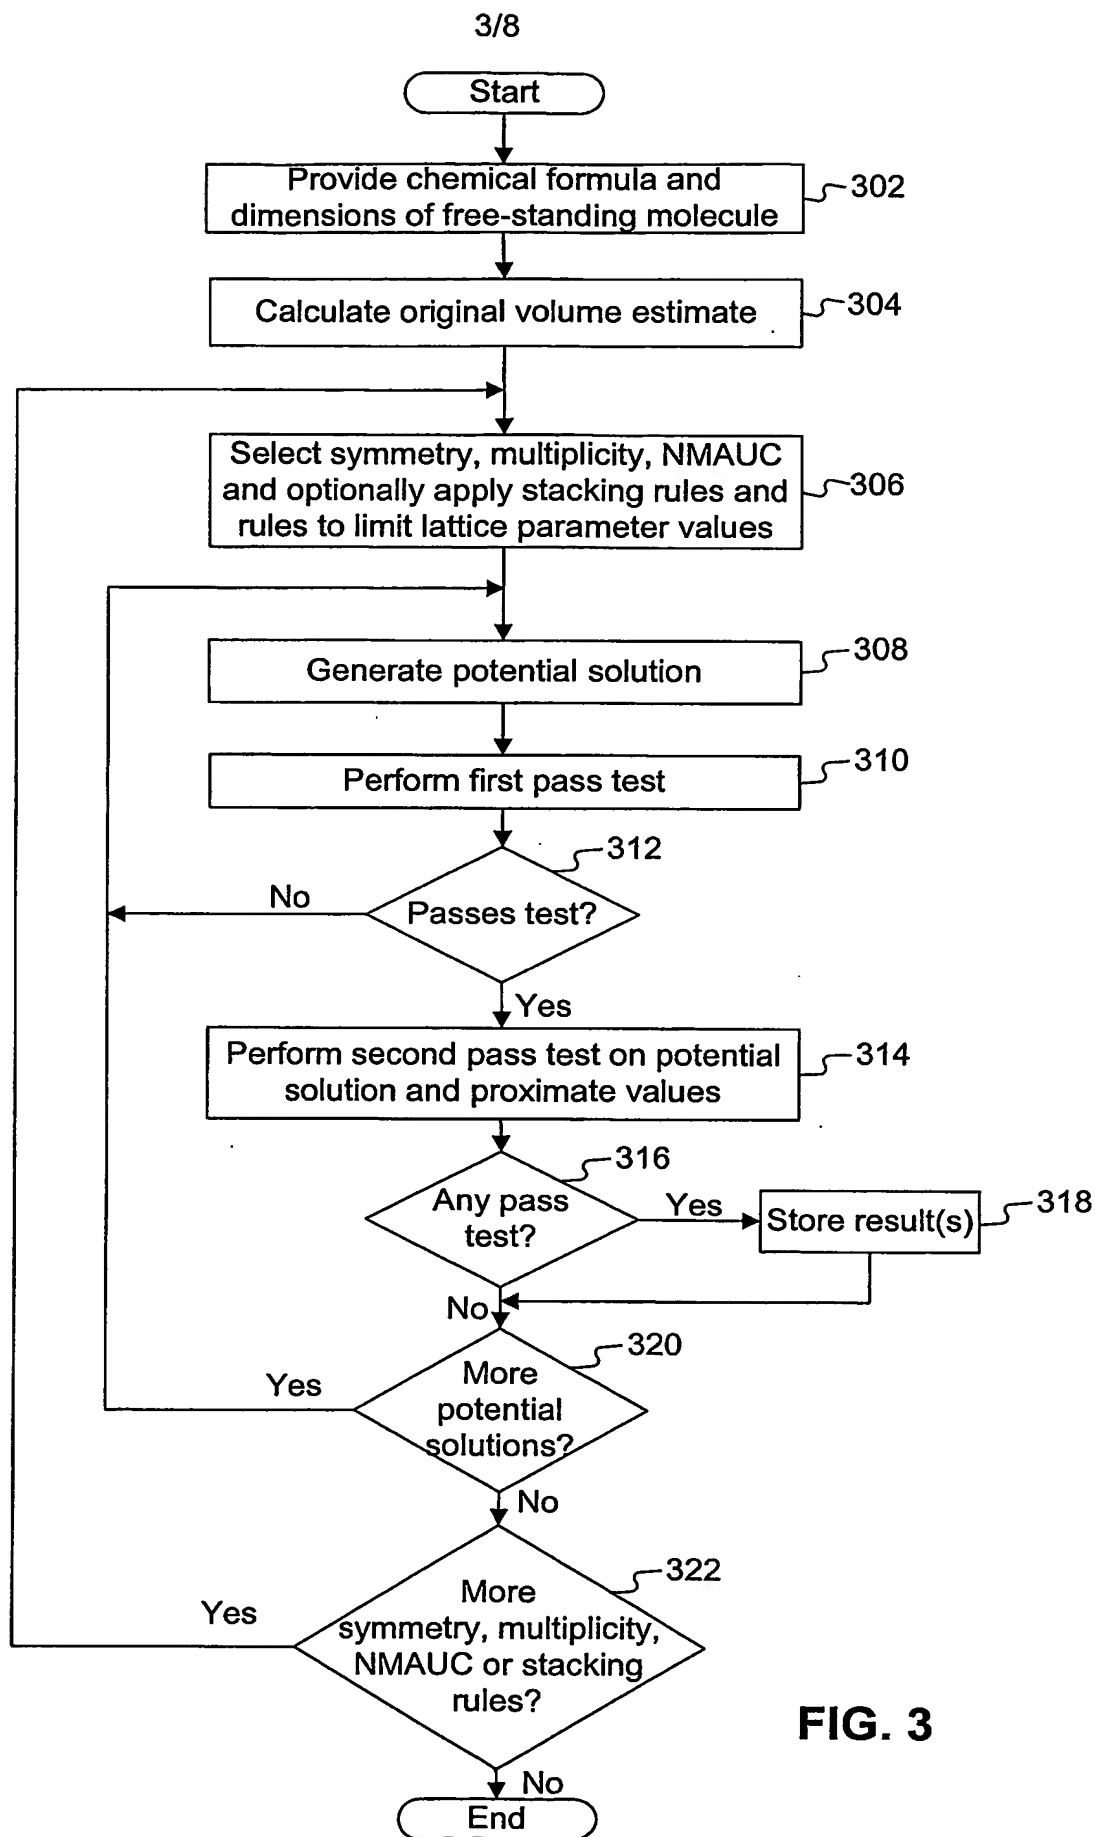 3/8
Start
Provide chemical formula and
dimensions of free-standing molecule
302
Calculate original volume estimate
304
Select symmetry, multiplicity, NMAUC
and optionally apply stacking rules and
rules to limit lattice parameter values
306
Generate potential solution
308
Perform first pass test
310
312
Passes test?
No
Yes
Perform second pass test on potential
solution and proximate values
314
316
Any pass
test?
Yes
Store result(s)
318
No
320
More
potential
solutions?
Yes
No
322
More
symmetry, multiplicity,
NMAUC or stacking
rules?
Yes
No
End
FIG. 3